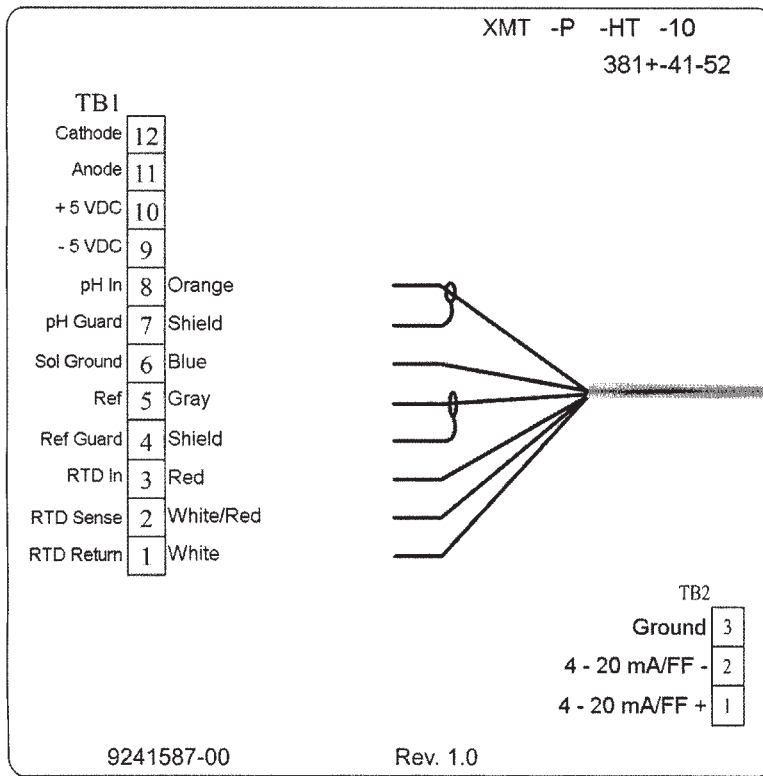 XMT -P -HT -10
381+-41-52
TB1
Cathode 12
Anode 11
+ 5 VDC 10
- 5 VDC 9
pH In 8 Orange
pH Guard 7 Shield
Sol Ground 6 Blue
Ref 5 Gray
Ref Guard 4 Shield
RTD In 3 Red
RTD Sense 2 White/Red
RTD Return 1 White
TB2
Ground 3
4 - 20 mA/FF - 2
4 - 20 mA/FF + 1
9241587-00 Rev. 1.0